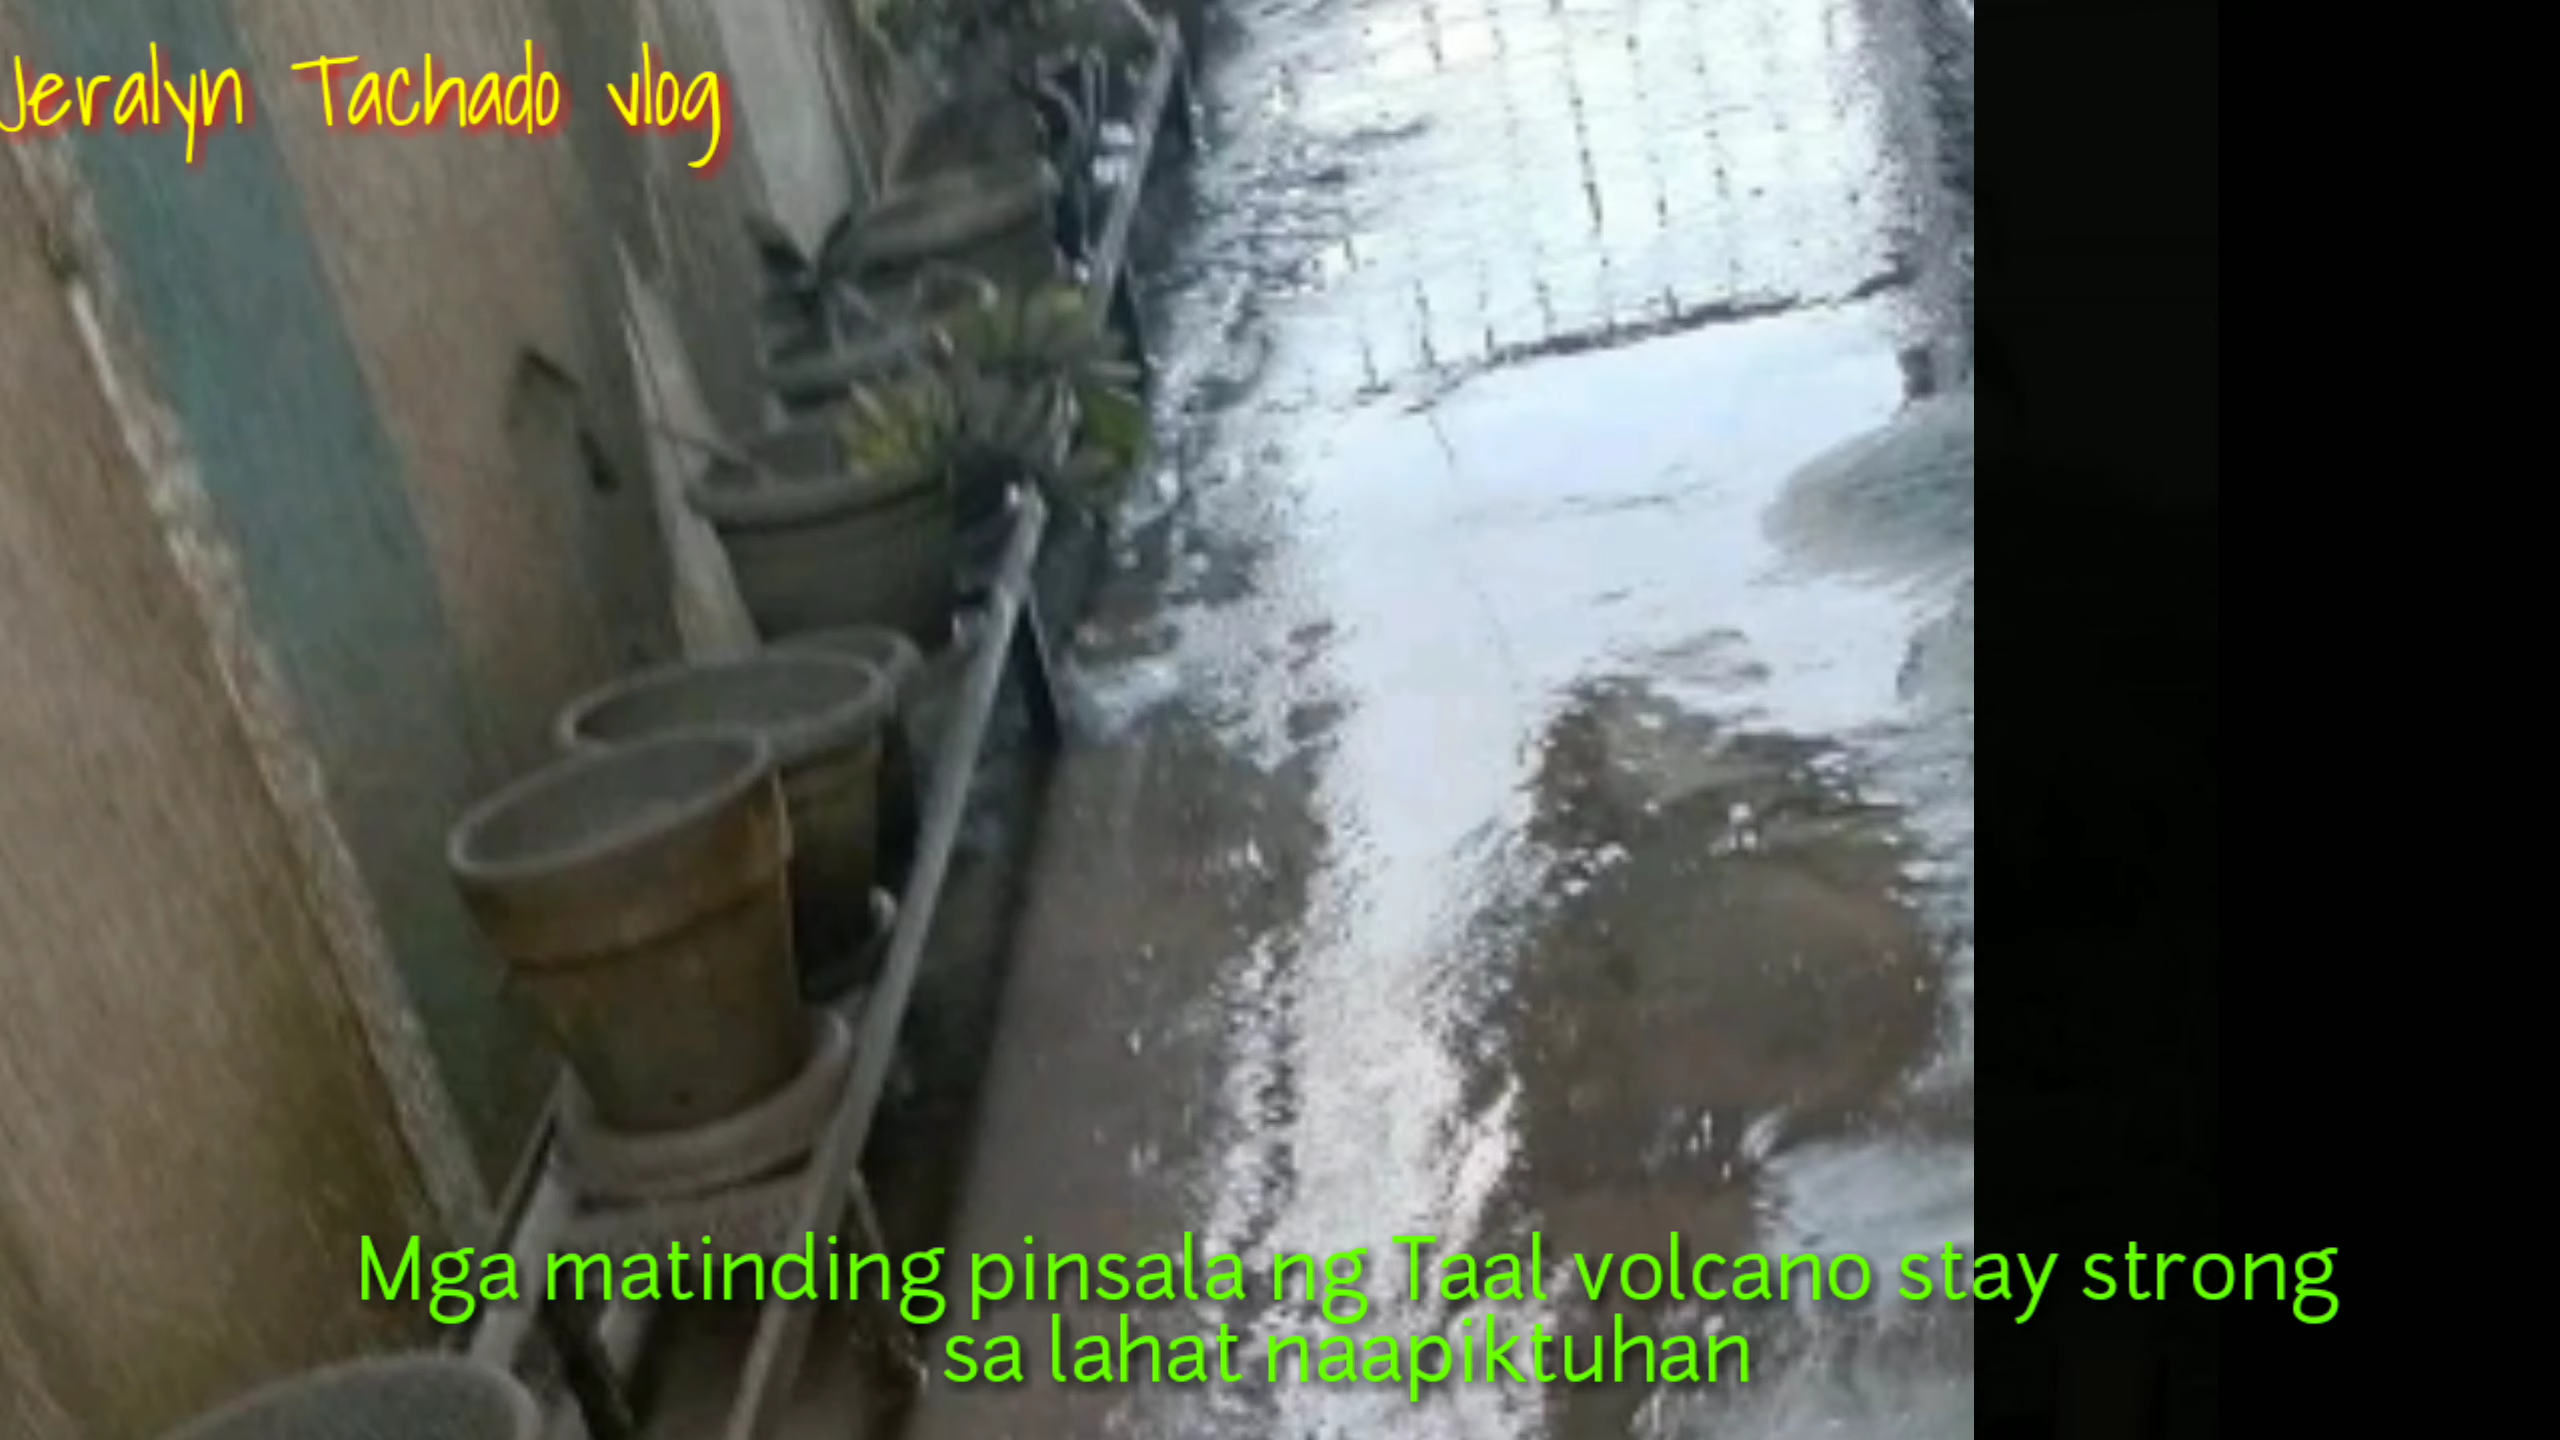 Jeralyn Tachado vlog
Mga matinding pinsala ng Taal volcano stay strong
sa lahat naapiktuhan